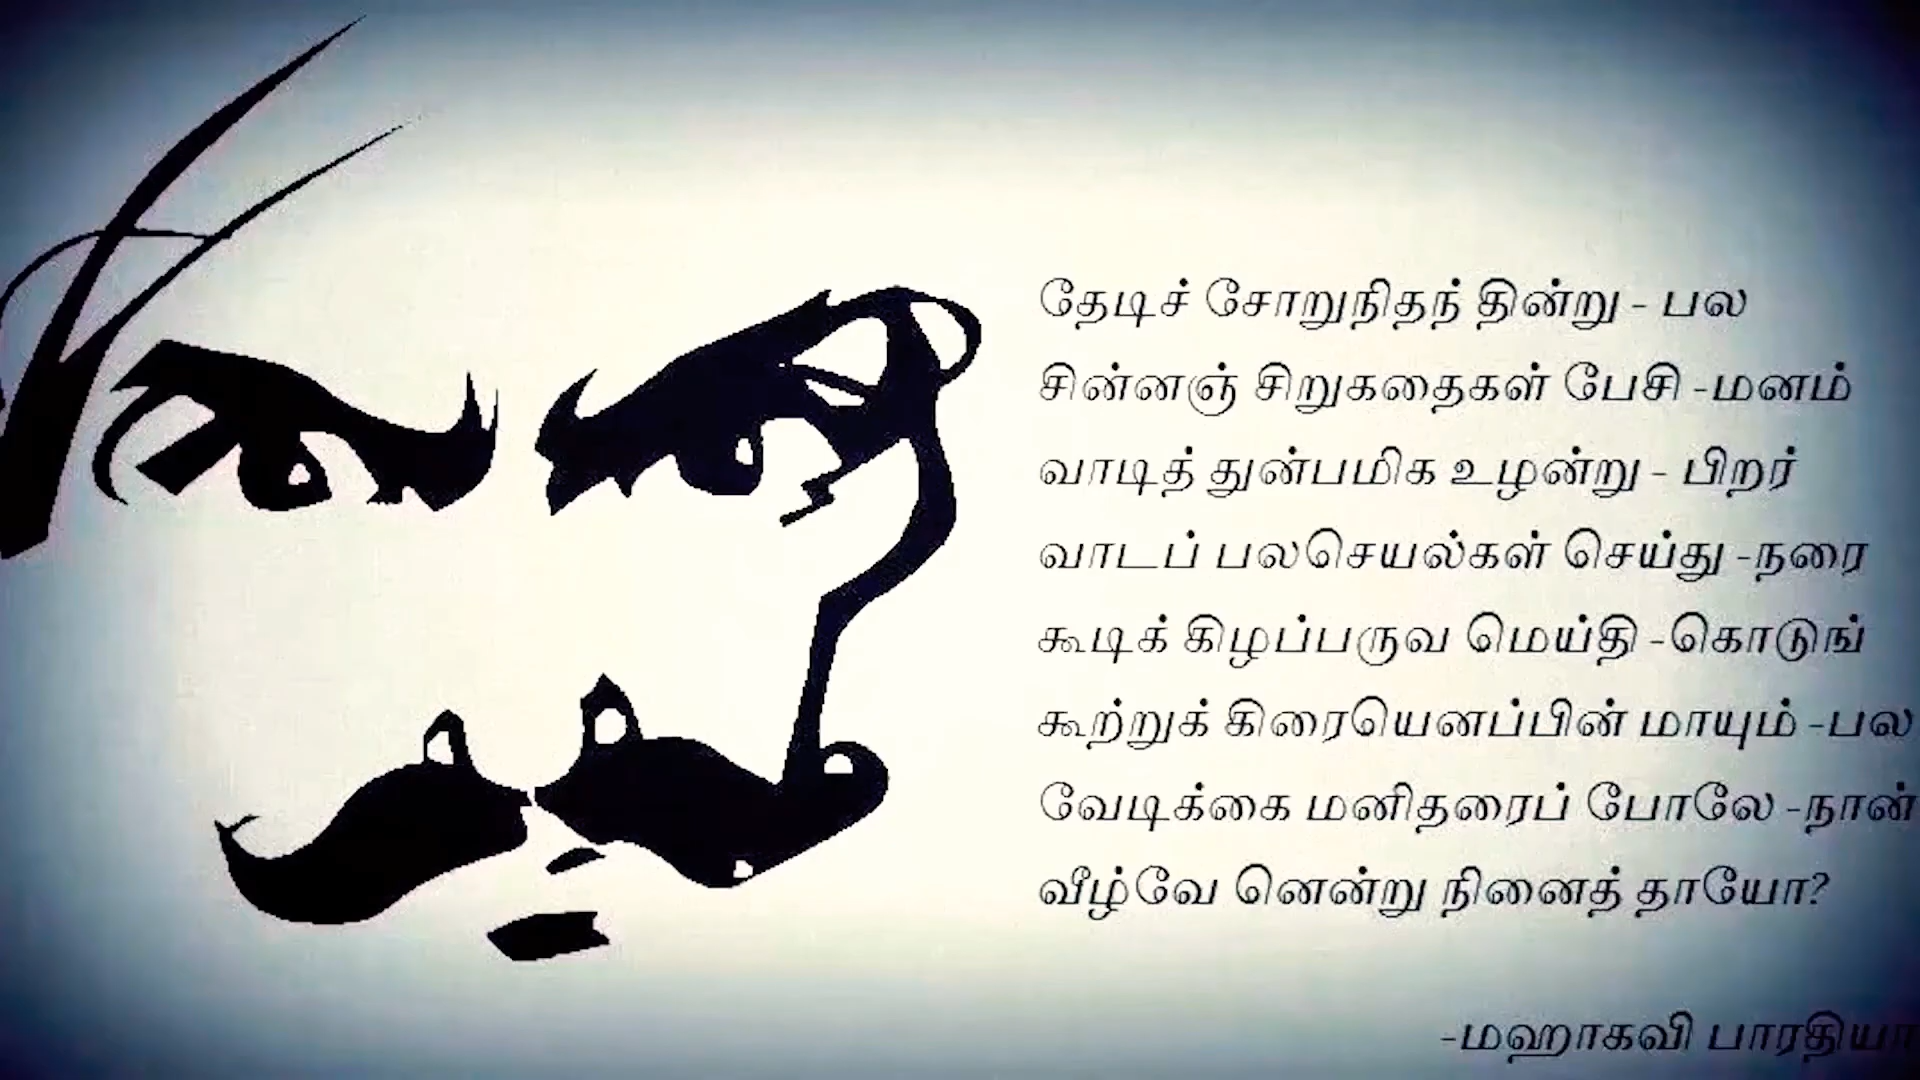 தேடிச் சோறுநிதந் தின்று - பல
சின்னஞ் சிறுகதைகள் பேசி -மனம்
வாடித் துன்பமிக உழன்று - பிறர்
வாடப் பலசெயல்கள் செய்து -நரை
கூடிக் கிழப்பருவ மெய்தி -கொடுங்
கூற்றுக் கிரையெனப்பின் மாயும் -பல
வேடிக்கை மனிதரைப் போலே -நான்
வீழ்வே னென்று நினைத் தாயோ?
-மஹாகவி பாரதியா